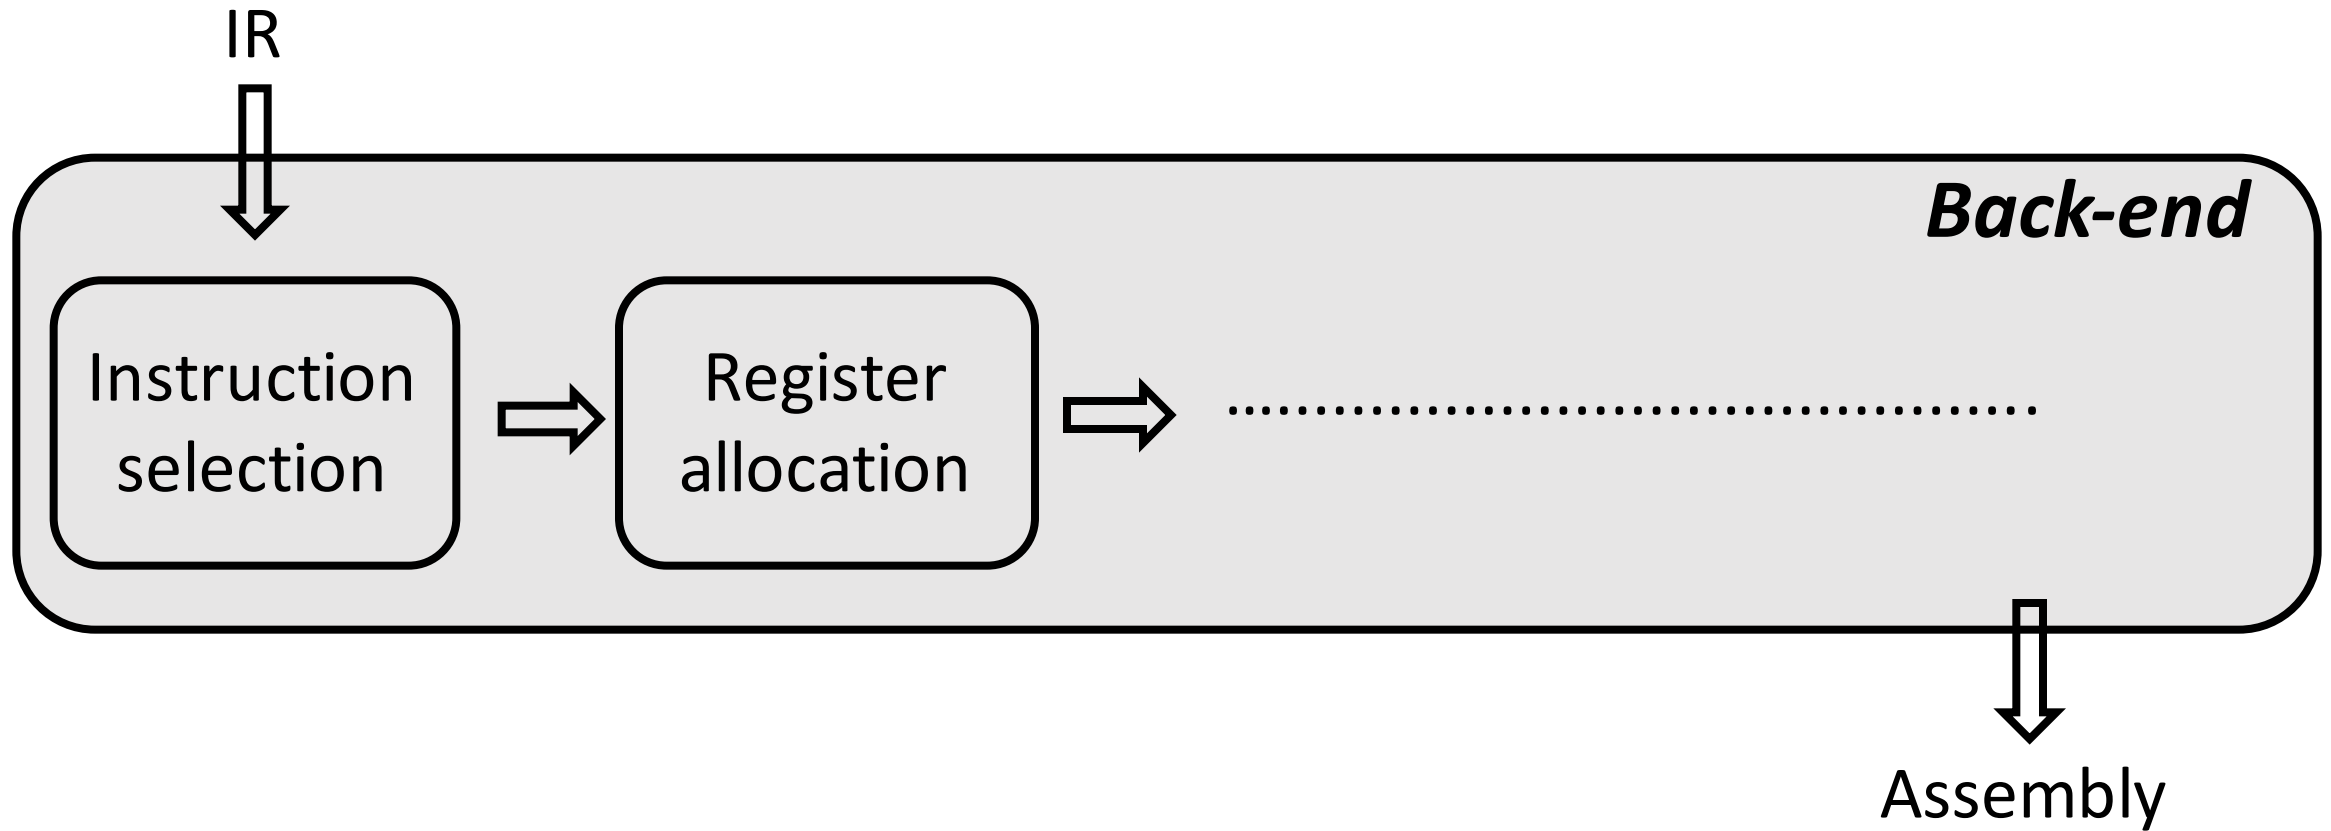 IR
Back-end
Instruction
selection
Register
allocation
Assembly